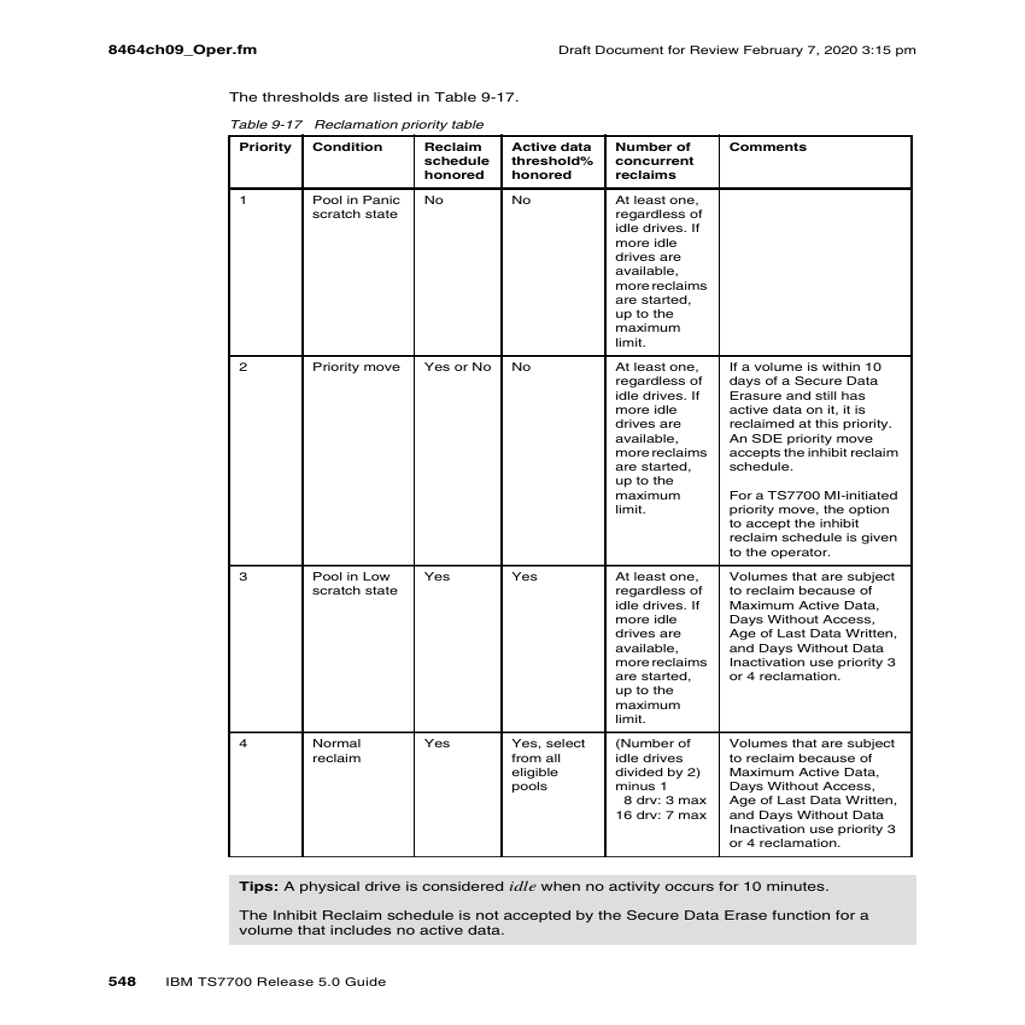 8464ch09_Oper.fm
Draft Document for Review February 7, 2020 3:15 pm
The thresholds are listed in Table 9-17.
Table 9-17 Reclamation priority table
Priority
Condition
Reclaim
schedule
honored
Active data
threshold%
honored
Number of
concurrent
reclaims
Comments
1
Pool in Panic
scratch state
No
No
At least one,
regardless of
idle drives. If
more idle
drives are
available,
more reclaims
are started,
up to the
maximum
limit.
2
Priority move
Yes or No
No
At least one,
regardless of
idle drives. If
more idle
drives are
available,
more reclaims
are started,
up to the
maximum
limit.
If a volume is within 10
days of a Secure Data
Erasure and still has
active data on it, it is
reclaimed at this priority.
An SDE priority move
accepts the inhibit reclaim
schedule.
For a TS7700 MI-initiated
priority move, the option
to accept the inhibit
reclaim schedule is given
to the operator.
3
Pool in Low
scratch state
Yes
Yes
At least one,
regardless of
idle drives. If
more idle
drives are
available,
more reclaims
are started,
up to the
maximum
limit.
Volumes that are subject
to reclaim because of
Maximum Active Data,
Days Without Access,
Age of Last Data Written,
and Days Without Data
Inactivation use priority 3
or 4 reclamation.
4
Normal
reclaim
Yes
Yes, select
from all
eligible
pools
(Number of
idle drives
divided by 2)
minus 1
8 drv: 3 max
16 drv: 7 max
Volumes that are subject
to reclaim because of
Maximum Active Data,
Days Without Access,
Age of Last Data Written,
and Days Without Data
Inactivation use priority 3
or 4 reclamation.
Tips: A physical drive is considered idle when no activity occurs for 10 minutes.
The Inhibit Reclaim schedule is not accepted by the Secure Data Erase function for a
volume that includes no active data.
548 IBM TS7700 Release 5.0 Guide